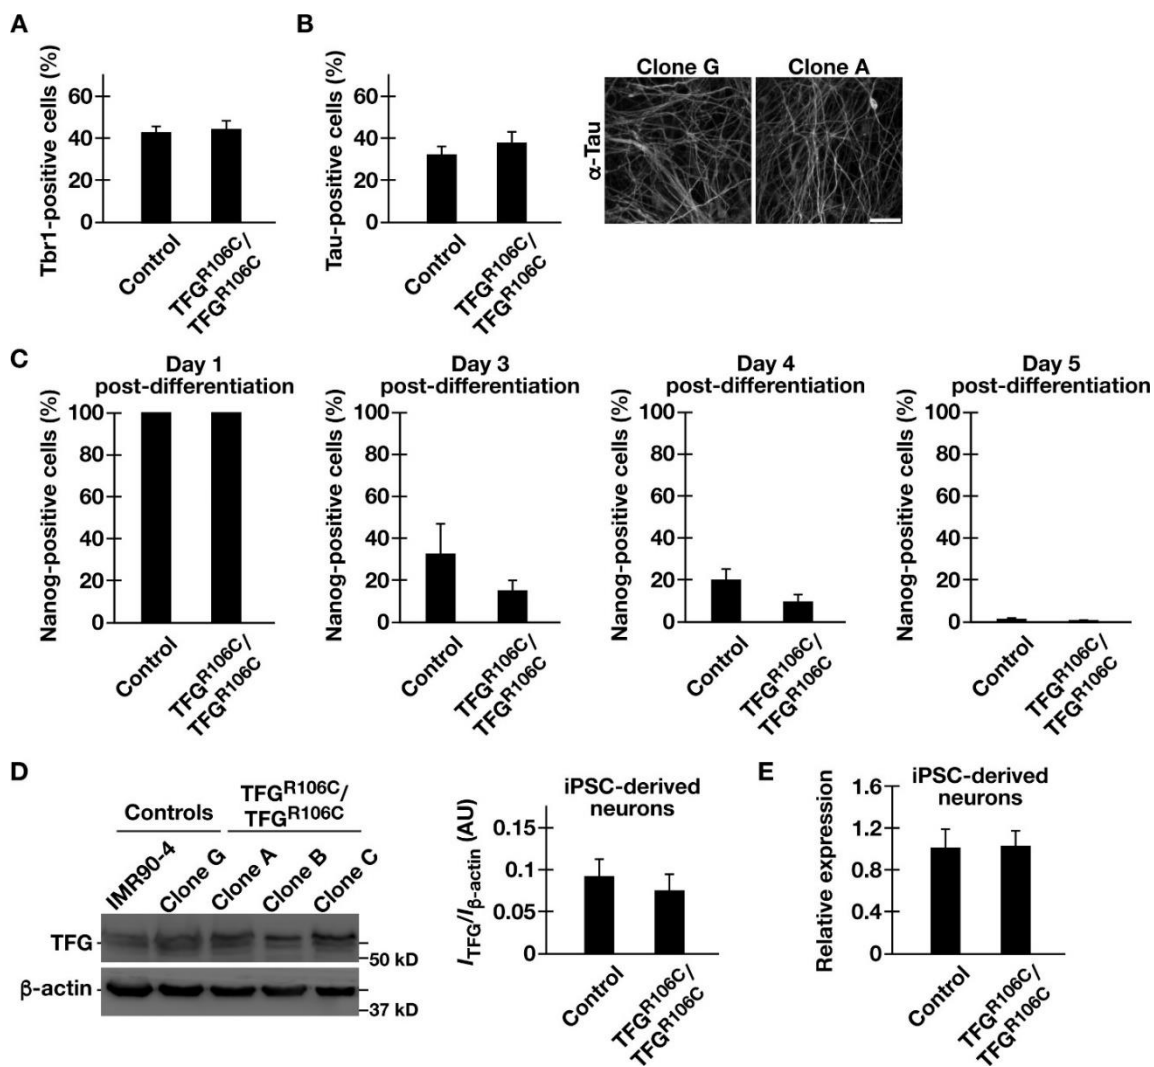 A
Tbr1-positive cells (%)
60
40
20
0
Control
TFGR106C/
TFGR106C
B
Tau-positive cells (%)
60
40
20
0
Control
TFGR106C/
TFGR106C
Clone G
Clone A
α-Tau
C
Day 1
post-differentiation
Nanog-positive cells (%)
100
80
60
40
20
0
Control
TFGR106C/
TFGR106C
Day 3
post-differentiation
Nanog-positive cells (%)
100
80
60
40
20
0
Control
TFGR106C/
TFGR106C
Day 4
post-differentiation
Nanog-positive cells (%)
100
80
60
40
20
0
Control
TFGR106C/
TFGR106C
Day 5
post-differentiation
Nanog-positive cells (%)
100
80
60
40
20
0
Control
TFGR106C/
TFGR106C
D
Controls
TFGR106C/
TFGR106C
IMR90-4
Clone G
Clone A
Clone B
Clone C
TFG
50 kD
β-actin
37 kD
iPSC-derived
neurons
ITFG/Iβ-actin (AU)
0.15
0.1
0.05
0
Control
TFGR106C/
TFGR106C
E
iPSC-derived
neurons
Relative expression
1.6
1.2
0.8
0.4
0
Control
TFGR106C/
TFGR106C